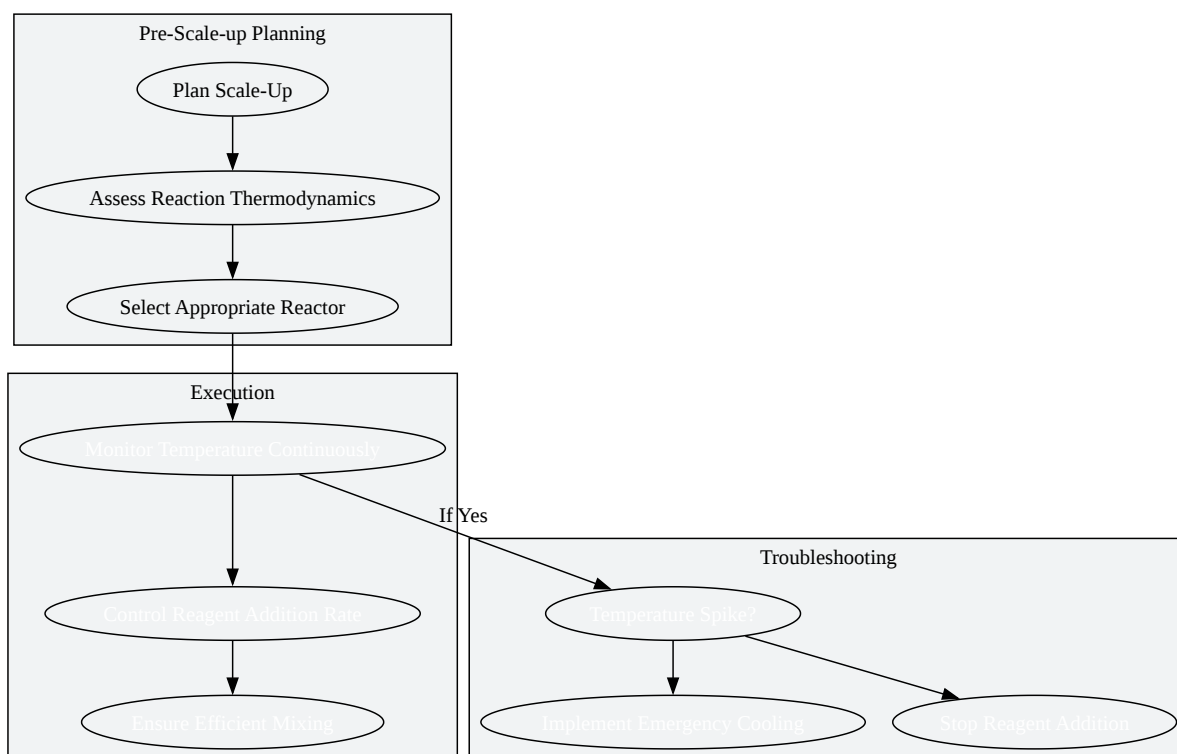 Pre-Scale-up Planning
Plan Scale-Up
Assess Reaction Thermodynamics
Select Appropriate Reactor
Execution
Monitor Temperature Continuously
If Yes
Troubleshooting
Control Reagent Addition Rate
Temperature Spike?
Ensure Efficient Mixing
Implement Emergency Cooling
Stop Reagent Addition